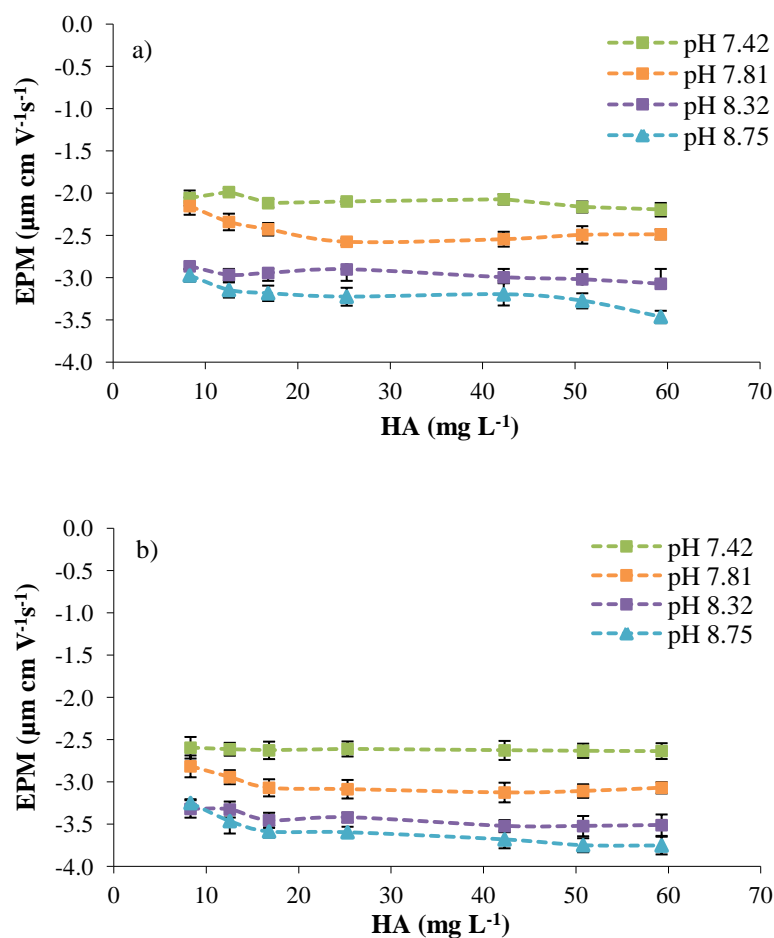 a)
pH 7.42
pH 7.81
pH 8.32
pH 8.75
EPM (µm cm V⁻¹s⁻¹)
0.0
-0.5
-1.0
-1.5
-2.0
-2.5
-3.0
-3.5
-4.0
0 10 20 30 40 50 60 70
HA (mg L⁻¹)
b)
pH 7.42
pH 7.81
pH 8.32
pH 8.75
EPM (µm cm V⁻¹s⁻¹)
0.0
-0.5
-1.0
-1.5
-2.0
-2.5
-3.0
-3.5
-4.0
0 10 20 30 40 50 60 70
HA (mg L⁻¹)